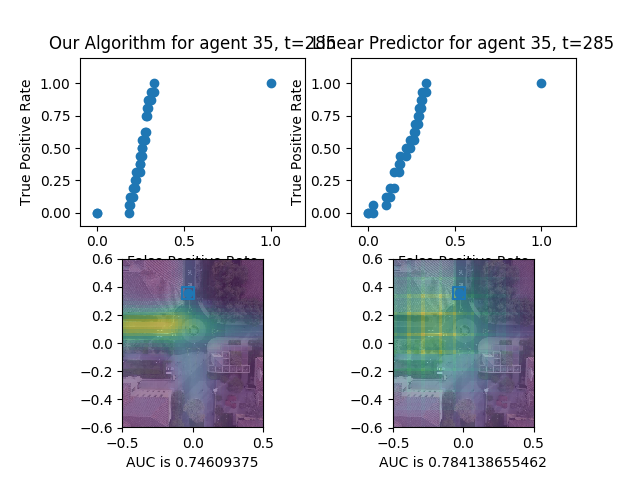 Our Algorithm for agent 35, t=285
Linear Predictor for agent 35, t=285
True Positive Rate
1.00
0.75
0.50
0.25
0.00
0.0 0.5 1.0
False Positive Rate
True Positive Rate
1.00
0.75
0.50
0.25
0.00
0.0 0.5 1.0
False Positive Rate
0.6
0.4
0.2
0.0
−0.2
−0.4
−0.6
−0.5 0.0 0.5
AUC is 0.74609375
0.6
0.4
0.2
0.0
−0.2
−0.4
−0.6
−0.5 0.0 0.5
AUC is 0.784138655462